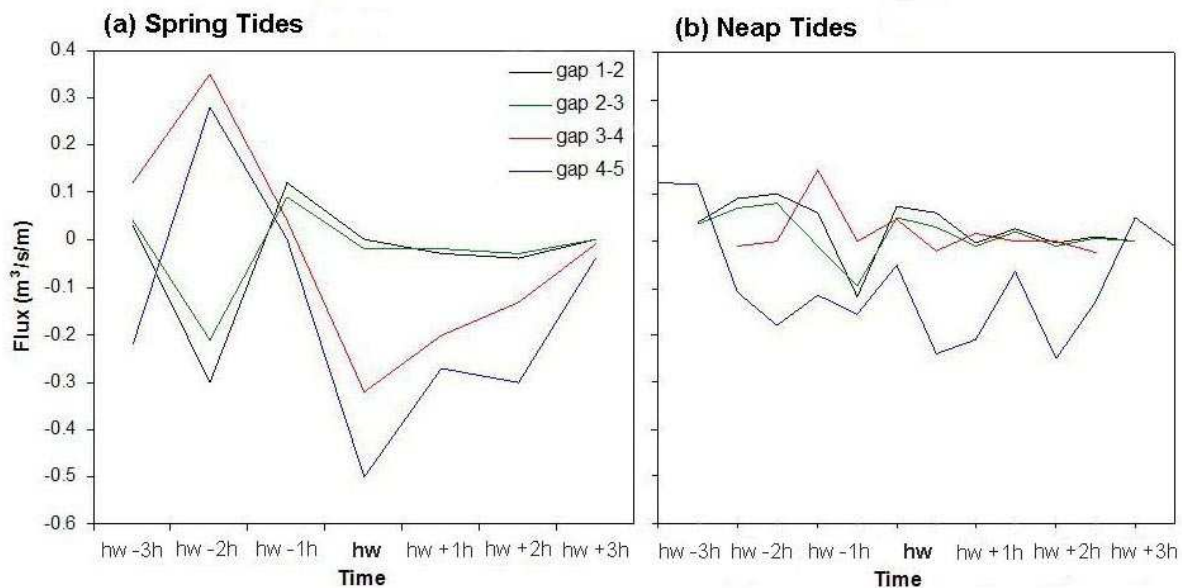 (a) Spring Tides
(b) Neap Tides
0.4
0.3
0.2
0.1
0
-0.1
-0.2
-0.3
-0.4
-0.5
-0.6
Flux (m³/s/m)
gap 1-2
gap 2-3
gap 3-4
gap 4-5
hw -3h hw -2h hw -1h hw hw +1h hw +2h hw +3h
Time
hw -3h hw -2h hw -1h hw hw +1h hw +2h hw +3h
Time